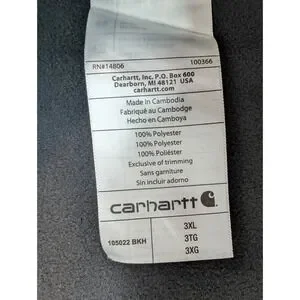 RN#14806 100366
Carhartt, Inc. P.O. Box 600
Dearborn, MI 48121 USA
carhartt.com
Made in Cambodia
Fabriqué au Cambodge
Hecho en Camboya
100% Polyester
100% Polyester
100% Poliéster
Exclusive of trimming
Sans garniture
Sin incluir adorno
carhartt
105022 BKH
3XL
3TG
3XG